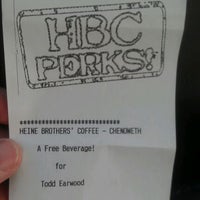 HBC
PERKS!
******************************
HEINE BROTHERS' COFFEE - CHENOWETH
A Free Beverage!
for
Todd Earwood